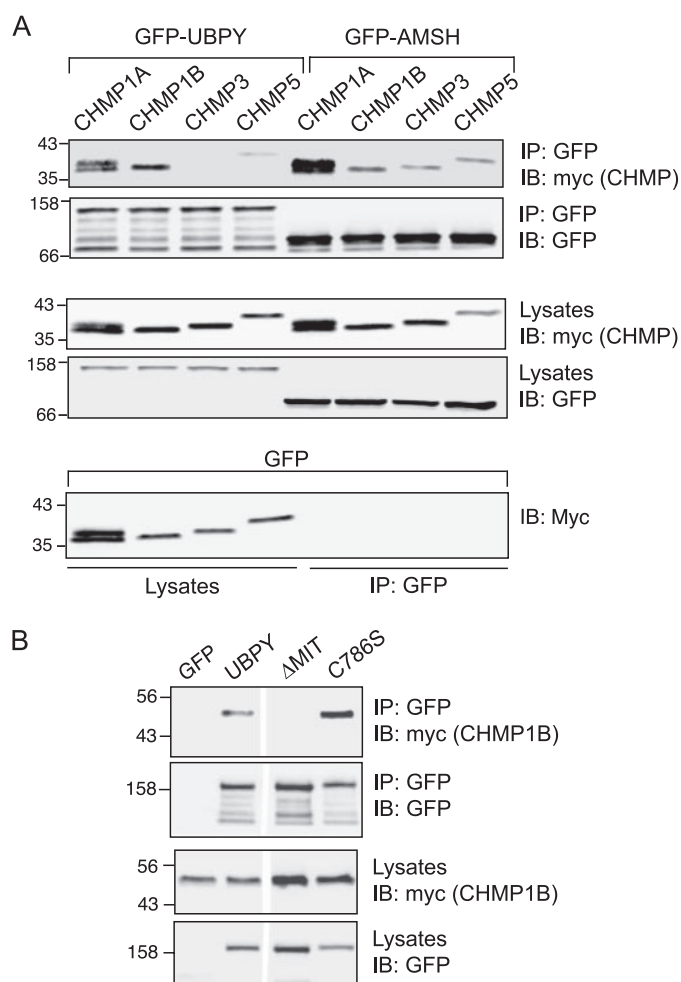 A
GFP-UBPY GFP-AMSH
CHMP1A CHMP1B CHMP3 CHMP5 CHMP1A CHMP1B CHMP3 CHMP5
43
35
IP: GFP
IB: myc (CHMP)
158
66
IP: GFP
IB: GFP
43
35
Lysates
IB: myc (CHMP)
158
66
Lysates
IB: GFP
GFP
43
35
IB: Myc
Lysates IP: GFP
B
GFP UBPY ΔMIT C786S
56
43
IP: GFP
IB: myc (CHMP1B)
158
IP: GFP
IB: GFP
56
43
Lysates
IB: myc (CHMP1B)
158
Lysates
IB: GFP